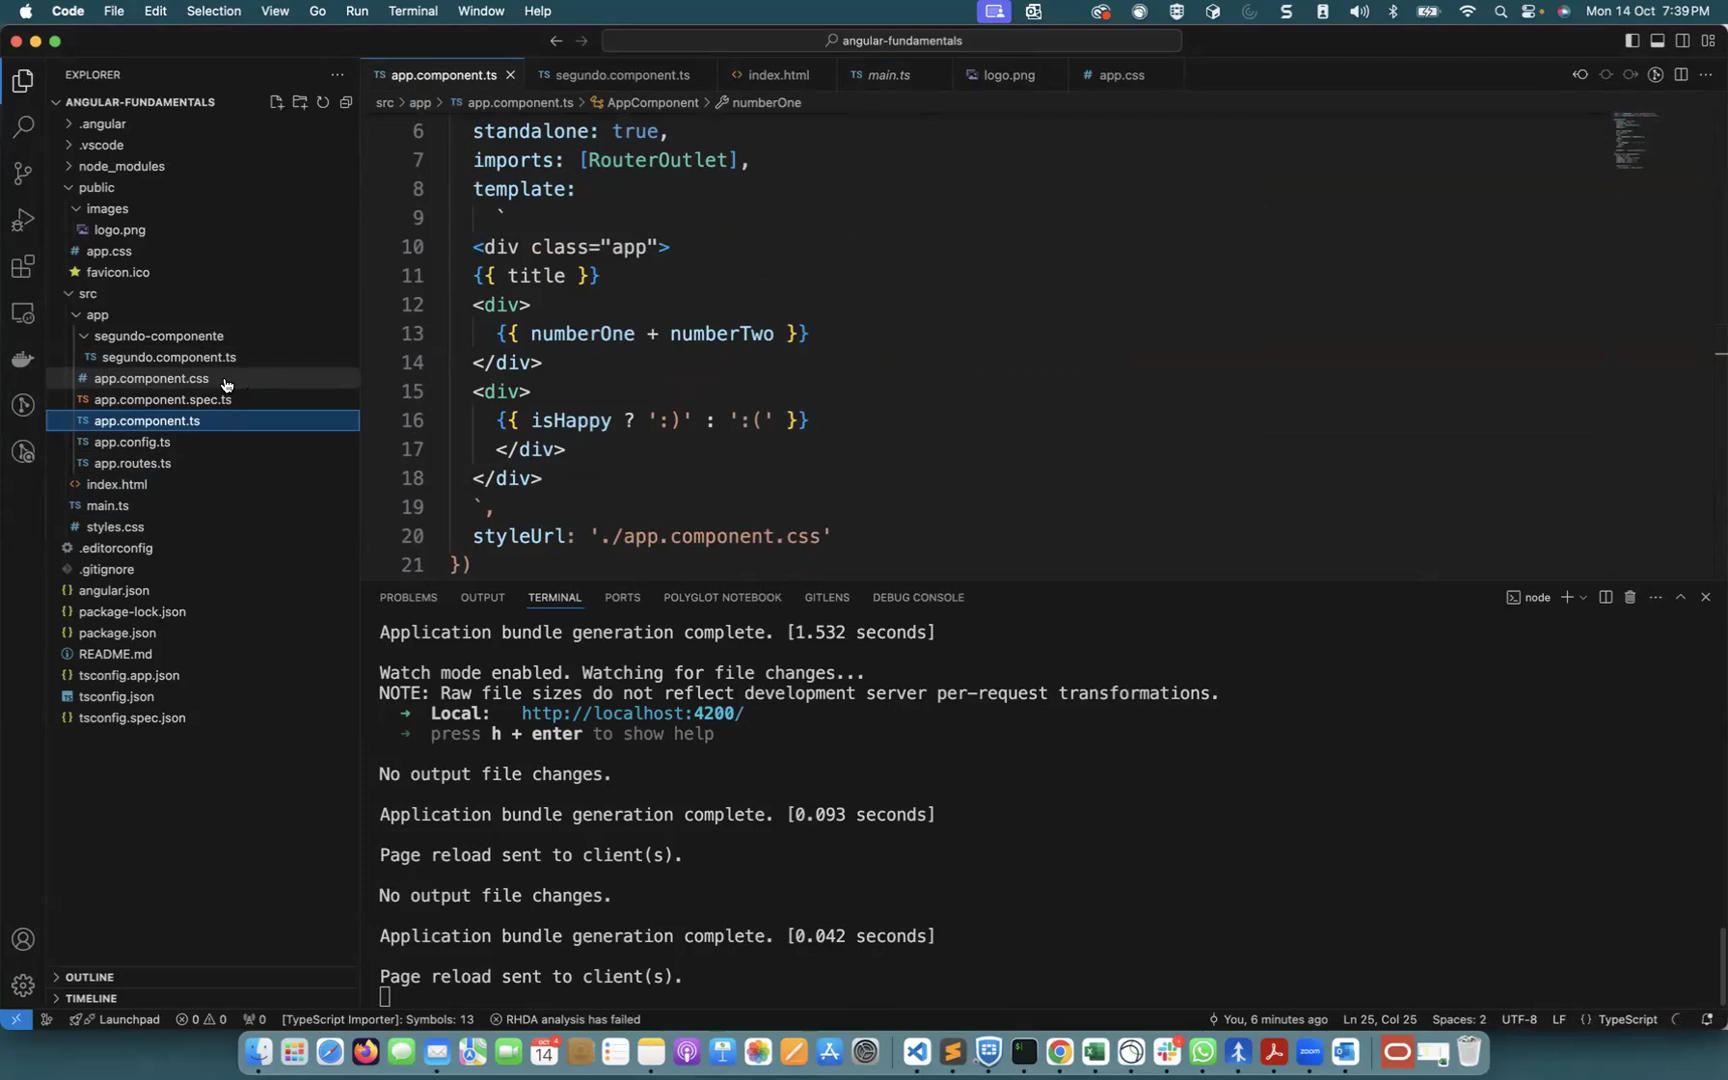 Code File Edit Selection View Go Run Terminal Window Help Mon 14 Oct 7:39 PM
angular-fundamentals
EXPLORER
ANGULAR-FUNDAMENTALS
.angular
.vscode
node_modules
public
images
logo.png
app.css
favicon.ico
src
app
segundo-componente
segundo.component.ts
app.component.css
app.component.spec.ts
app.component.ts
app.config.ts
app.routes.ts
index.html
main.ts
styles.css
.editorconfig
.gitignore
angular.json
package-lock.json
package.json
README.md
tsconfig.app.json
tsconfig.json
tsconfig.spec.json
OUTLINE
TIMELINE
app.component.ts segundo.component.ts index.html main.ts logo.png app.css
src > app > app.component.ts > AppComponent > numberOne
6 standalone: true,
7 imports: [RouterOutlet],
8 template:
9 `
10 <div class="app">
11 {{ title }}
12 <div>
13 {{ numberOne + numberTwo }}
14 </div>
15 <div>
16 {{ isHappy ? ':)' : ':(' }}
17 </div>
18 </div>
19 `,
20 styleUrl: './app.component.css'
21 })
PROBLEMS OUTPUT TERMINAL PORTS POLYGLOT NOTEBOOK GITLENS DEBUG CONSOLE node
Application bundle generation complete. [1.532 seconds]
Watch mode enabled. Watching for file changes...
NOTE: Raw file sizes do not reflect development server per-request transformations.
➜ Local: http://localhost:4200/
➜ press h + enter to show help
No output file changes.
Application bundle generation complete. [0.093 seconds]
Page reload sent to client(s).
No output file changes.
Application bundle generation complete. [0.042 seconds]
Page reload sent to client(s).
Launchpad 0 0 0 [TypeScript Importer]: Symbols: 13 RHDA analysis has failed You, 6 minutes ago Ln 25, Col 25 Spaces: 2 UTF-8 LF {} TypeScript